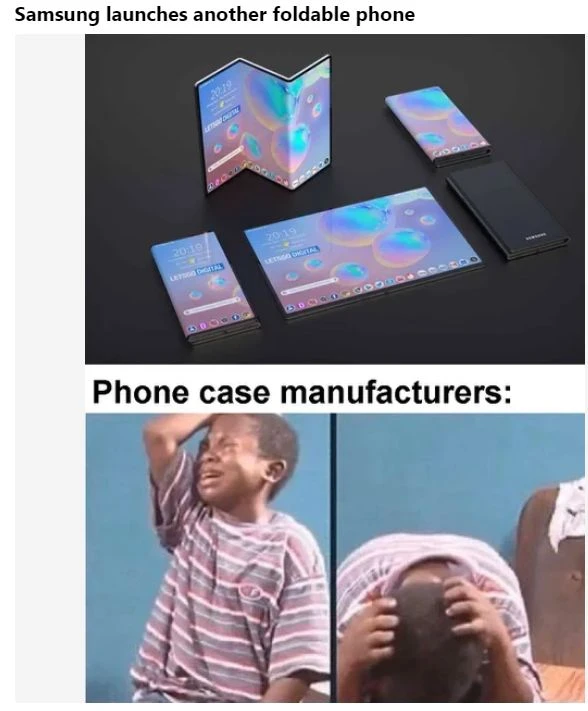 Samsung launches another foldable phone
20:19
LETSGO DIGITAL
20:19
LETSGO DIGITAL
20:19
LETSGO DIGITAL
SAMSUNG
Phone case manufacturers: